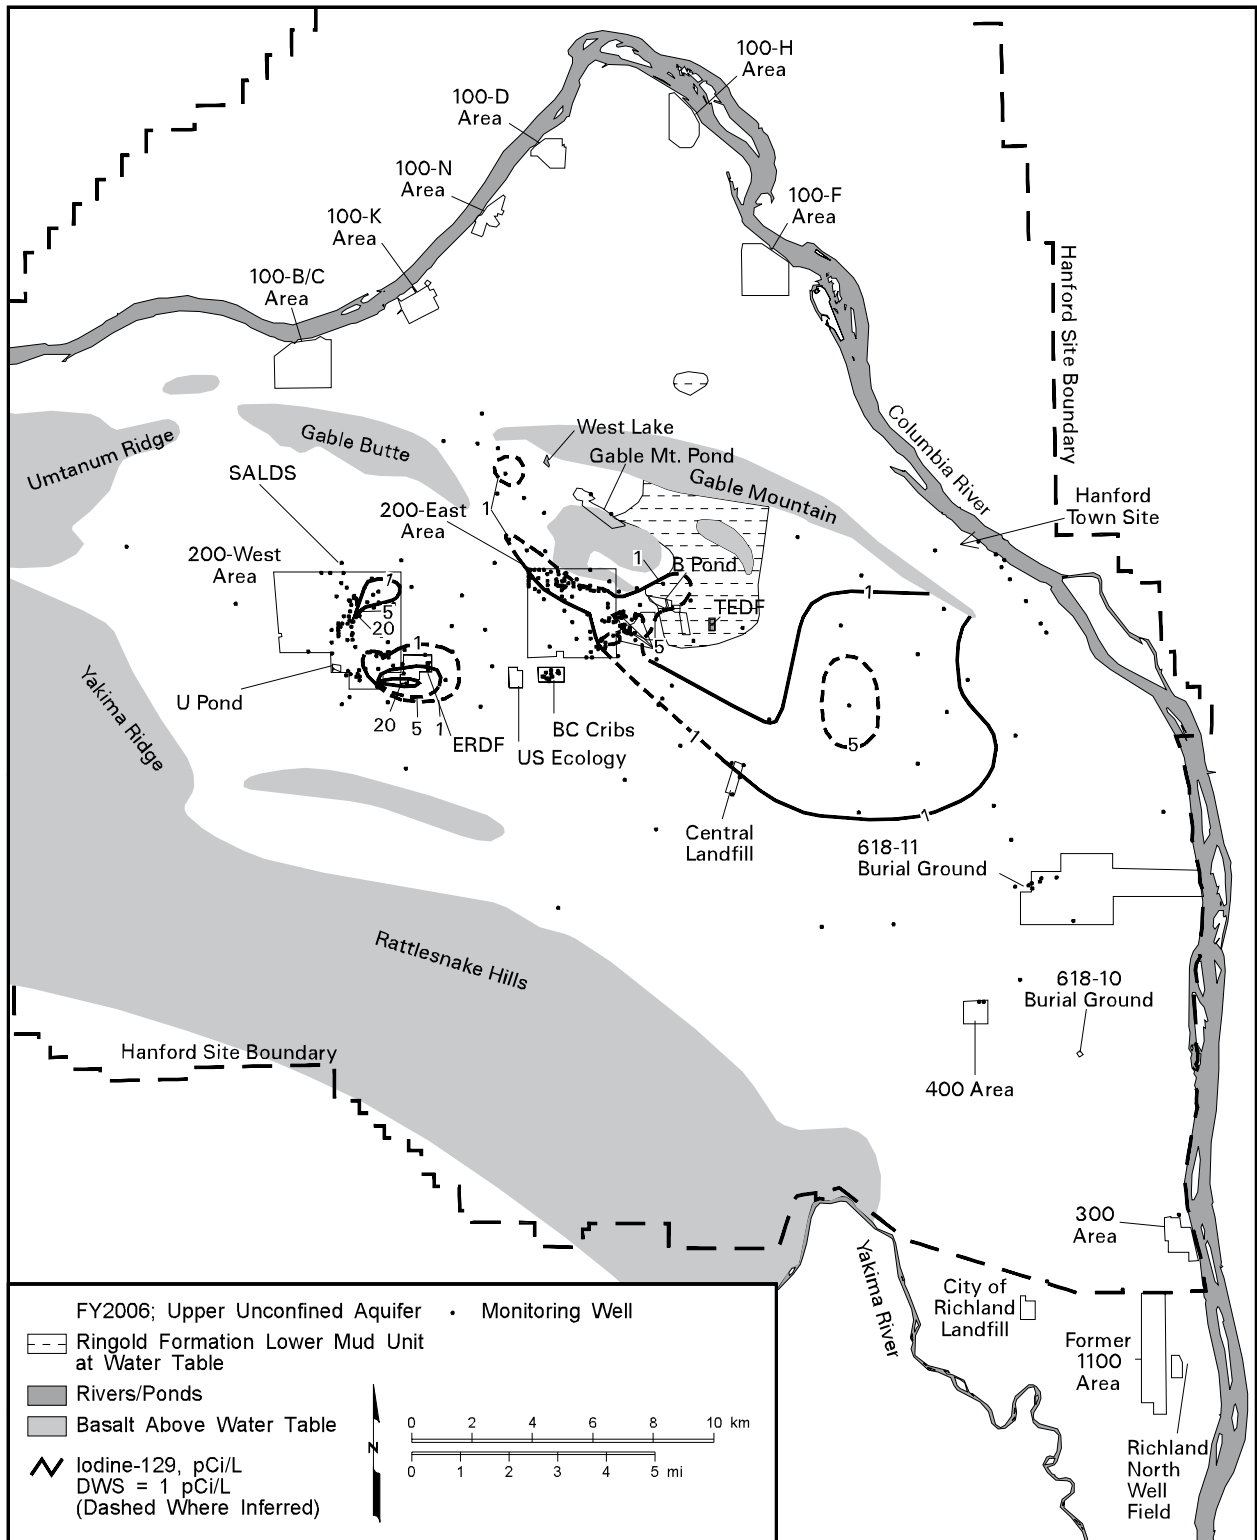 100-H
Area
100-D
Area
100-N
Area
100-F
Area
100-K
Area
100-B/C
Area
Hanford Site Boundary
Columbia River
West Lake
Gable Mt. Pond
Gable Mountain
Gable Butte
Umtanum Ridge
SALDS
Hanford
Town Site
200-East
Area
1
200-West
Area
1
B Pond
1
5
20
TEDF
1
5
1
U Pond
Yakima Ridge
20
5
1
ERDF
BC Cribs
US Ecology
1
5
Central
Landfill
1
618-11
Burial Ground
Rattlesnake Hills
618-10
Burial Ground
Hanford Site Boundary
400 Area
300
Area
Yakima River
City of
Richland
Landfill
Former
1100
Area
Richland
North
Well
Field
FY2006; Upper Unconfined Aquifer
Monitoring Well
Ringold Formation Lower Mud Unit
at Water Table
Rivers/Ponds
Basalt Above Water Table
Iodine-129, pCi/L
DWS = 1 pCi/L
(Dashed Where Inferred)
N
0 2 4 6 8 10 km
0 1 2 3 4 5 mi